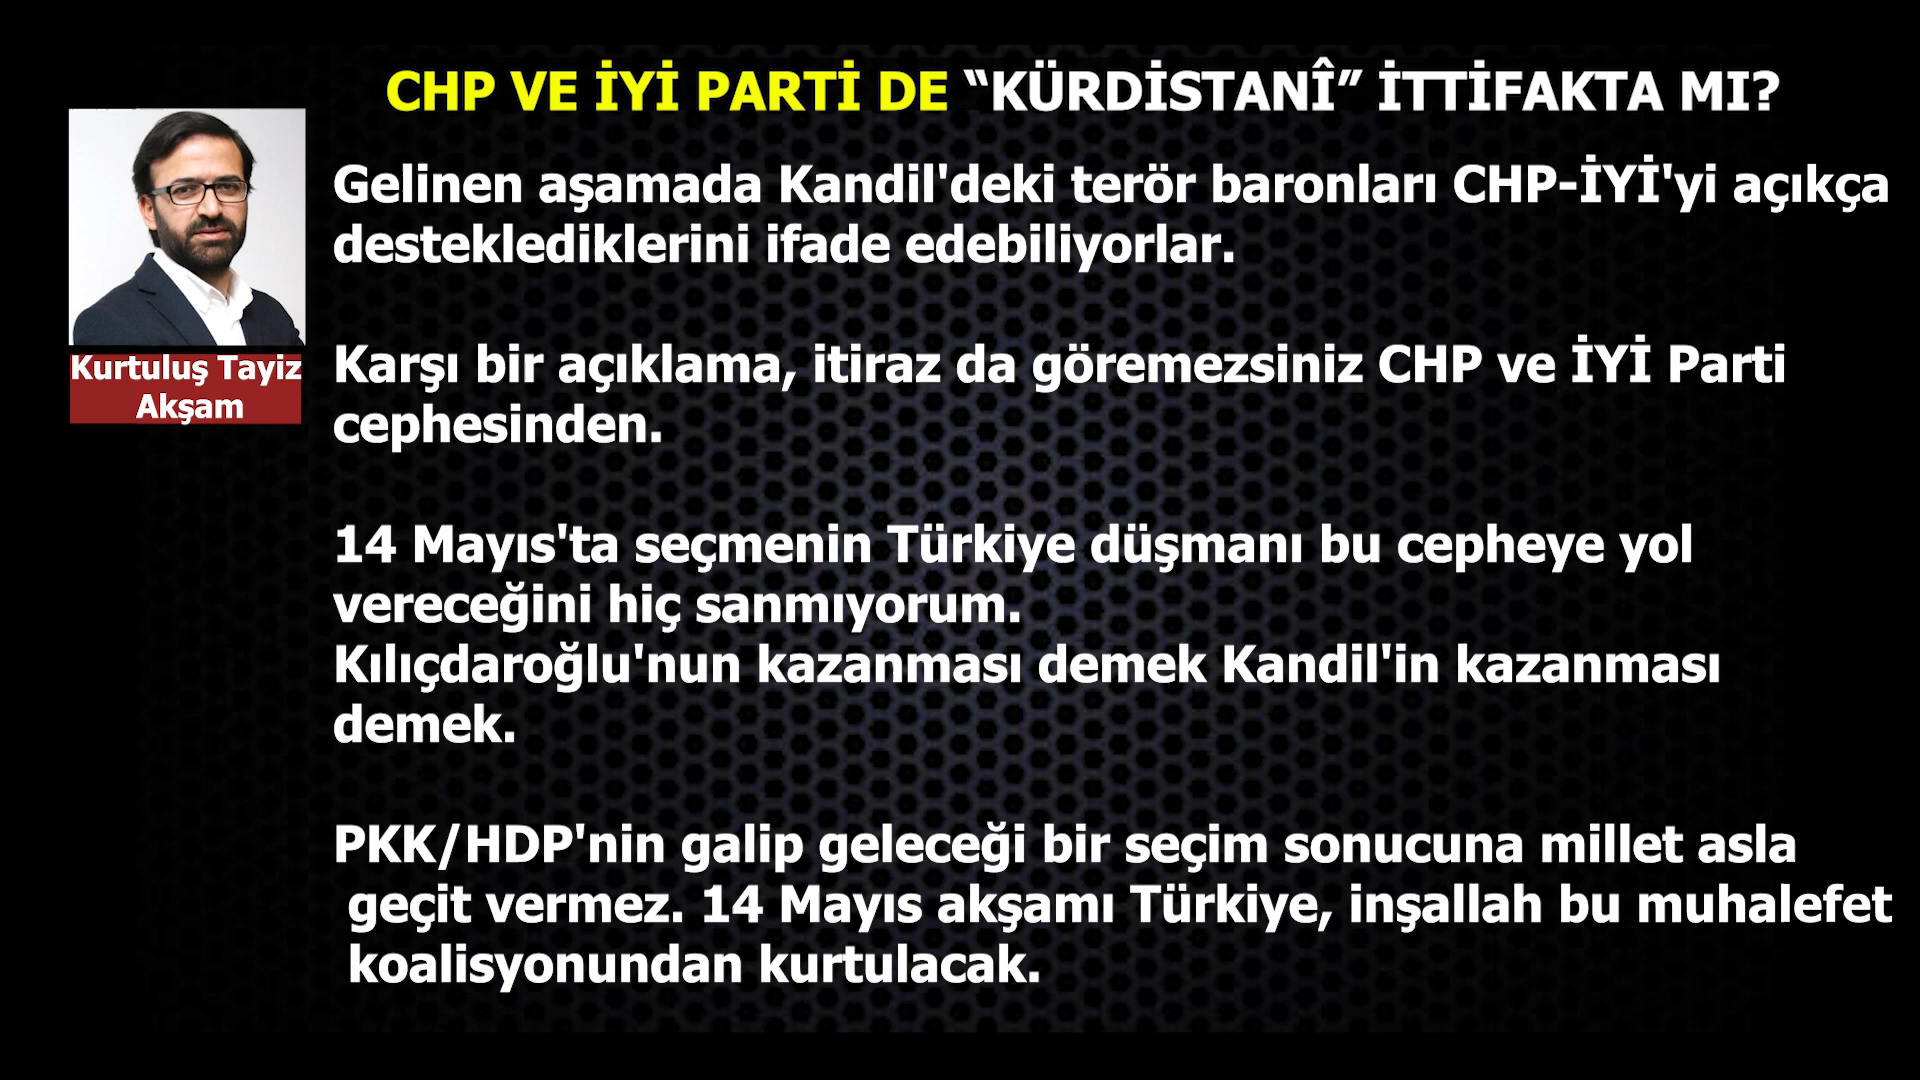 CHP VE İYİ PARTİ DE “KÜRDİSTANÎ” İTTİFAKTA MI?
Kurtuluş Tayiz
Akşam
Gelinen aşamada Kandil'deki terör baronları CHP-İYİ'yi açıkça
desteklediklerini ifade edebiliyorlar.
Karşı bir açıklama, itiraz da göremezsiniz CHP ve İYİ Parti
cephesinden.
14 Mayıs'ta seçmenin Türkiye düşmanı bu cepheye yol
vereceğini hiç sanmıyorum.
Kılıçdaroğlu'nun kazanması demek Kandil'in kazanması
demek.
PKK/HDP'nin galip geleceği bir seçim sonucuna millet asla
geçit vermez. 14 Mayıs akşamı Türkiye, inşallah bu muhalefet
koalisyonundan kurtulacak.